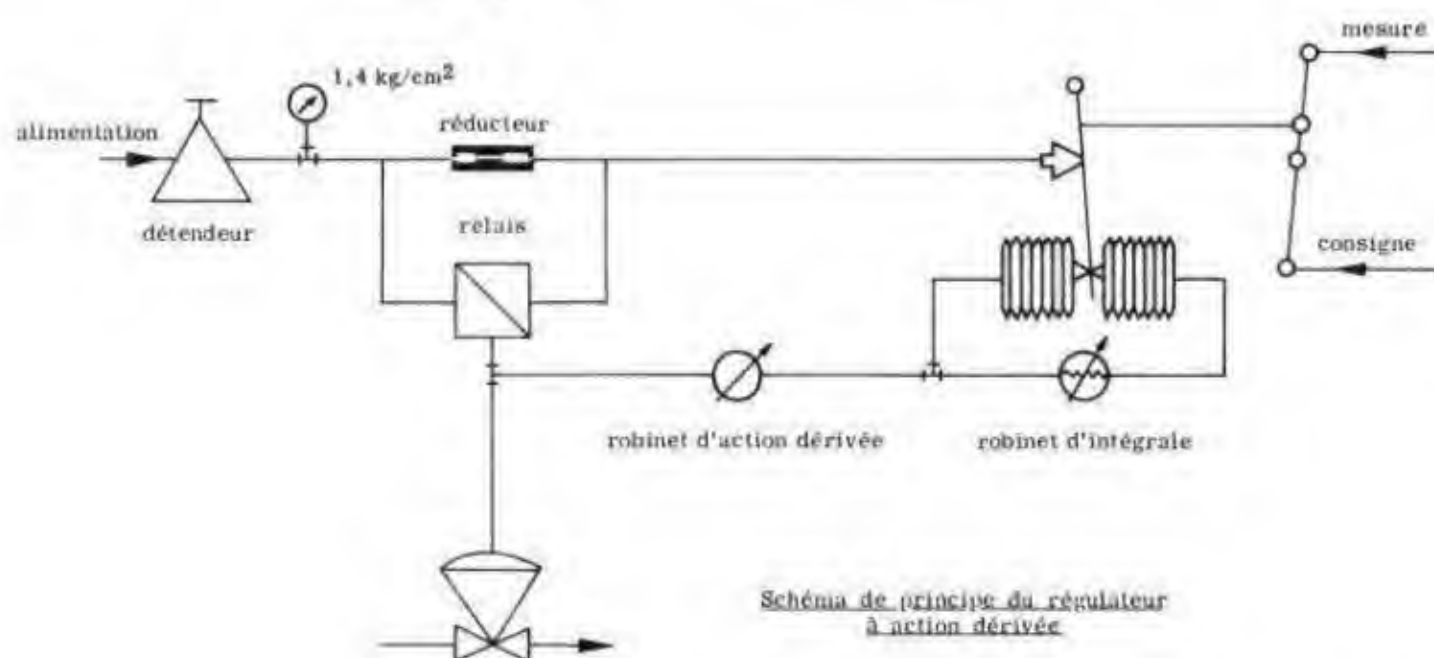 mesure
1,4 kg/cm²
alimentation
réducteur
détendeur
relais
consigne
robinet d'action dérivée
robinet d'intégrale
Schéma de principe du régulateur
à action dérivée